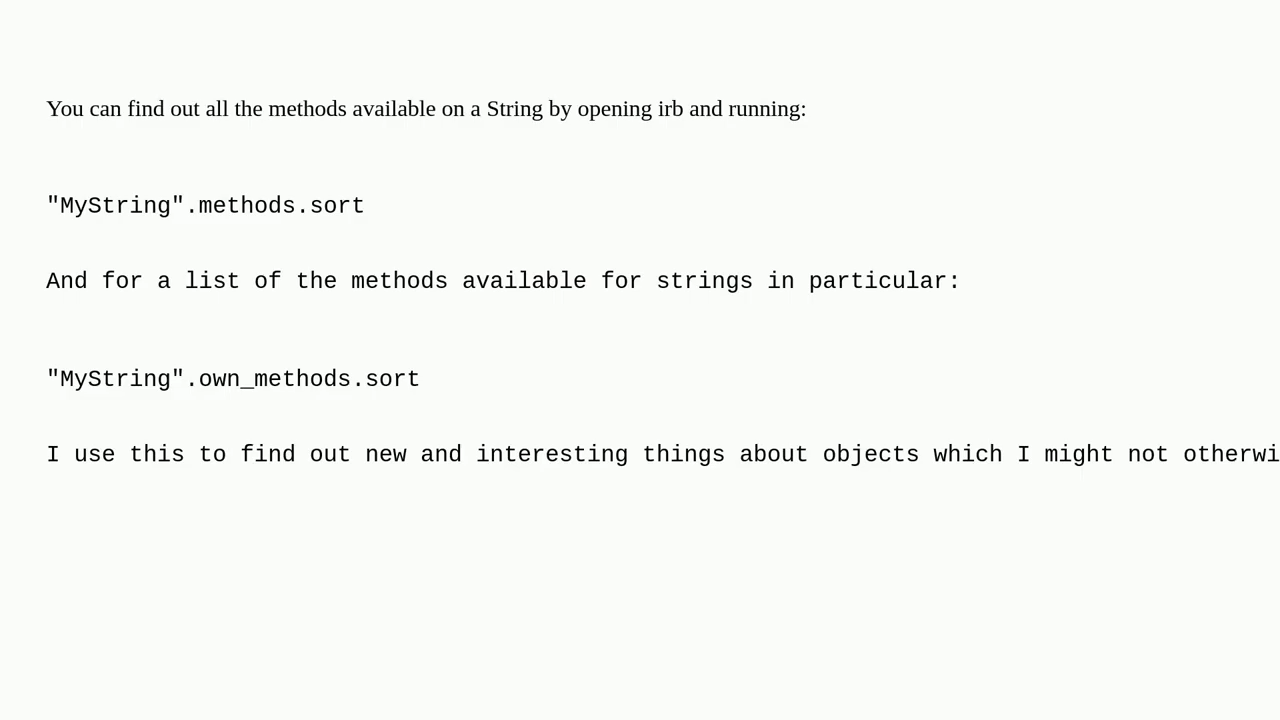 You can find out all the methods available on a String by opening irb and running:
"MyString".methods.sort
And for a list of the methods available for strings in particular:
"MyString".own_methods.sort
I use this to find out new and interesting things about objects which I might not